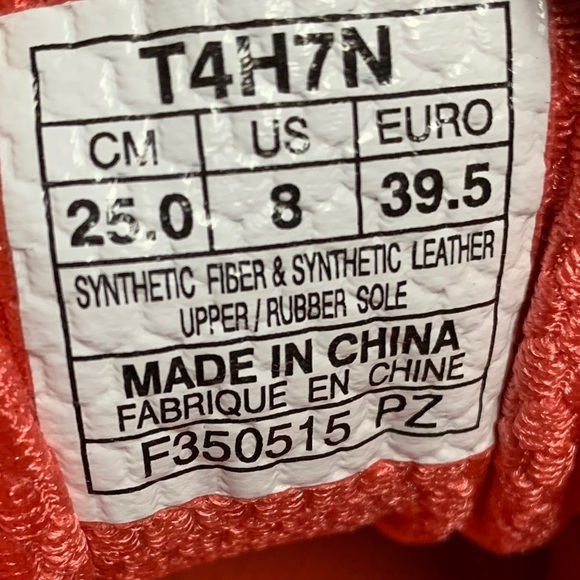 T4H7N
CM US EURO
25.0 8 39.5
SYNTHETIC FIBER & SYNTHETIC LEATHER
UPPER / RUBBER SOLE
MADE IN CHINA
FABRIQUE EN CHINE
F350515 PZ